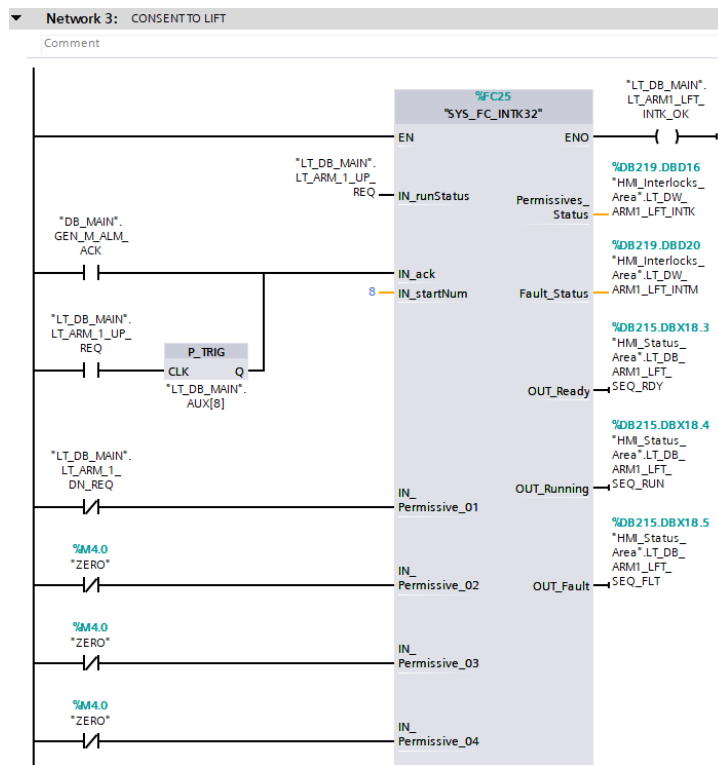 Network 3: CONSENT TO LIFT
Comment
%FC25
"SYS_FC_INTK32"
EN
ENO
"LT_DB_MAIN".
LT_ARM1_LFT_
INTK_OK
"LT_DB_MAIN".
LT_ARM_1_UP_
REQ
IN_runStatus
Permissives_
Status
%DB219.DBD16
"HMI_Interlocks_
Area".LT_DW_
ARM1_LFT_INTK
"DB_MAIN".
GEN_M_ALM_
ACK
IN_ack
8
IN_startNum
Fault_Status
%DB219.DBD20
"HMI_Interlocks_
Area".LT_DW_
ARM1_LFT_INTM
"LT_DB_MAIN".
LT_ARM_1_UP_
REQ
P_TRIG
CLK
Q
"LT_DB_MAIN".
AUX[8]
OUT_Ready
%DB215.DBX18.3
"HMI_Status_
Area".LT_DB_
ARM1_LFT_
SEQ_RDY
"LT_DB_MAIN".
LT_ARM_1_
DN_REQ
IN_
Permissive_01
OUT_Running
%DB215.DBX18.4
"HMI_Status_
Area".LT_DB_
ARM1_LFT_
SEQ_RUN
%M4.0
"ZERO"
IN_
Permissive_02
OUT_Fault
%DB215.DBX18.5
"HMI_Status_
Area".LT_DB_
ARM1_LFT_
SEQ_FLT
%M4.0
"ZERO"
IN_
Permissive_03
%M4.0
"ZERO"
IN_
Permissive_04